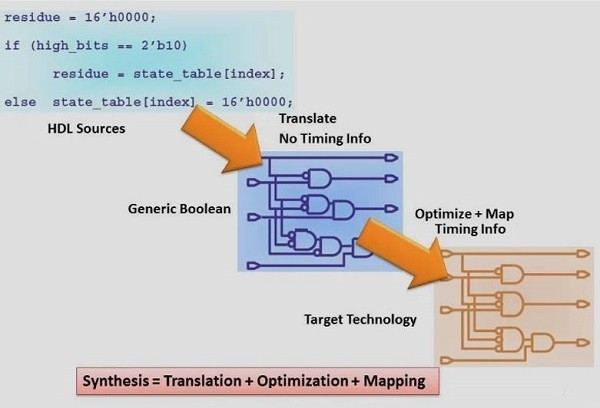 residue = 16’h0000;
if (high_bits == 2’b10)
residue = state_table[index];
else state_table[index] = 16’h0000;
HDL Sources
Translate
No Timing Info
Generic Boolean
Optimize + Map
Timing Info
Target Technology
Synthesis = Translation + Optimization + Mapping